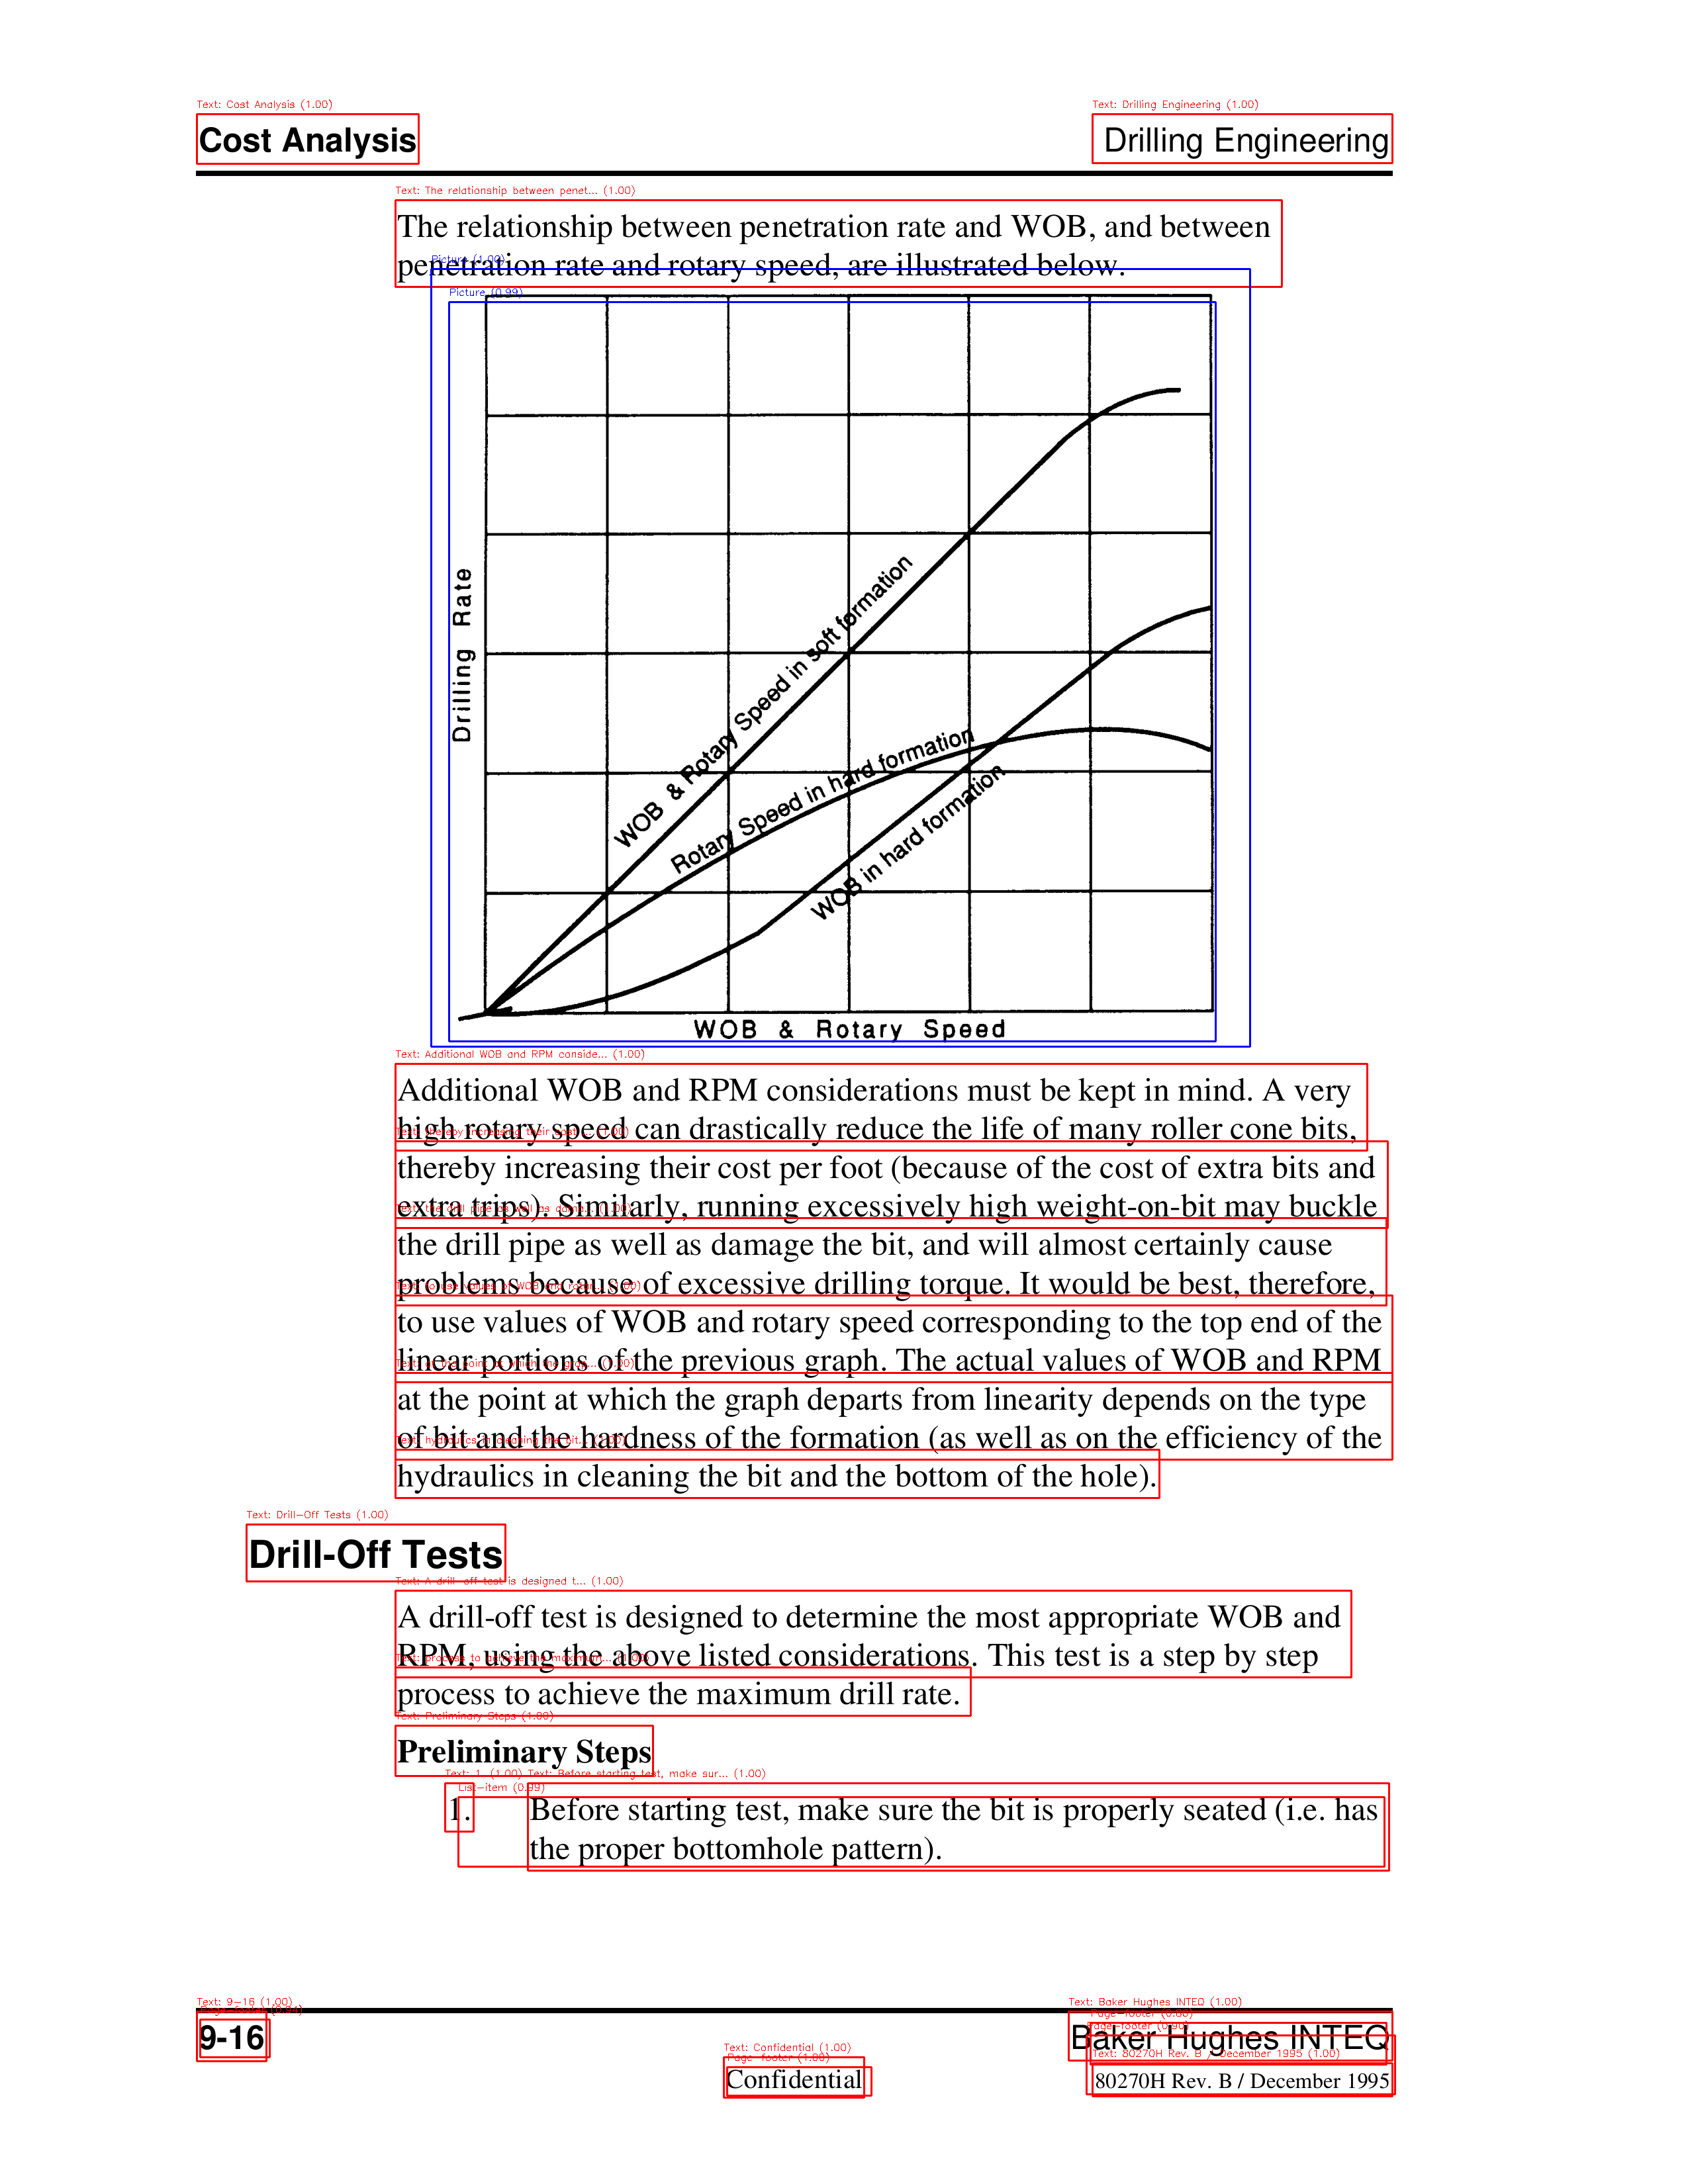 Cost Analysis
Drilling Engineering
The relationship between penetration rate and WOB, and between
penetration rate and rotary speed, are illustrated below.
Drilling Rate
WOB & Rotary Speed in soft formation
Rotary Speed in hard formation
WOB in hard formation
WOB & Rotary Speed
Additional WOB and RPM considerations must be kept in mind. A very
high rotary speed can drastically reduce the life of many roller cone bits,
thereby increasing their cost per foot (because of the cost of extra bits and
extra trips). Similarly, running excessively high weight-on-bit may buckle
the drill pipe as well as damage the bit, and will almost certainly cause
problems because of excessive drilling torque. It would be best, therefore,
to use values of WOB and rotary speed corresponding to the top end of the
linear portions of the previous graph. The actual values of WOB and RPM
at the point at which the graph departs from linearity depends on the type
of bit and the hardness of the formation (as well as on the efficiency of the
hydraulics in cleaning the bit and the bottom of the hole).
Drill-Off Tests
A drill-off test is designed to determine the most appropriate WOB and
RPM, using the above listed considerations. This test is a step by step
process to achieve the maximum drill rate.
Preliminary Steps
1. Before starting test, make sure the bit is properly seated (i.e. has
the proper bottomhole pattern).
9-16
Baker Hughes INTEQ
Confidential
80270H Rev. B / December 1995